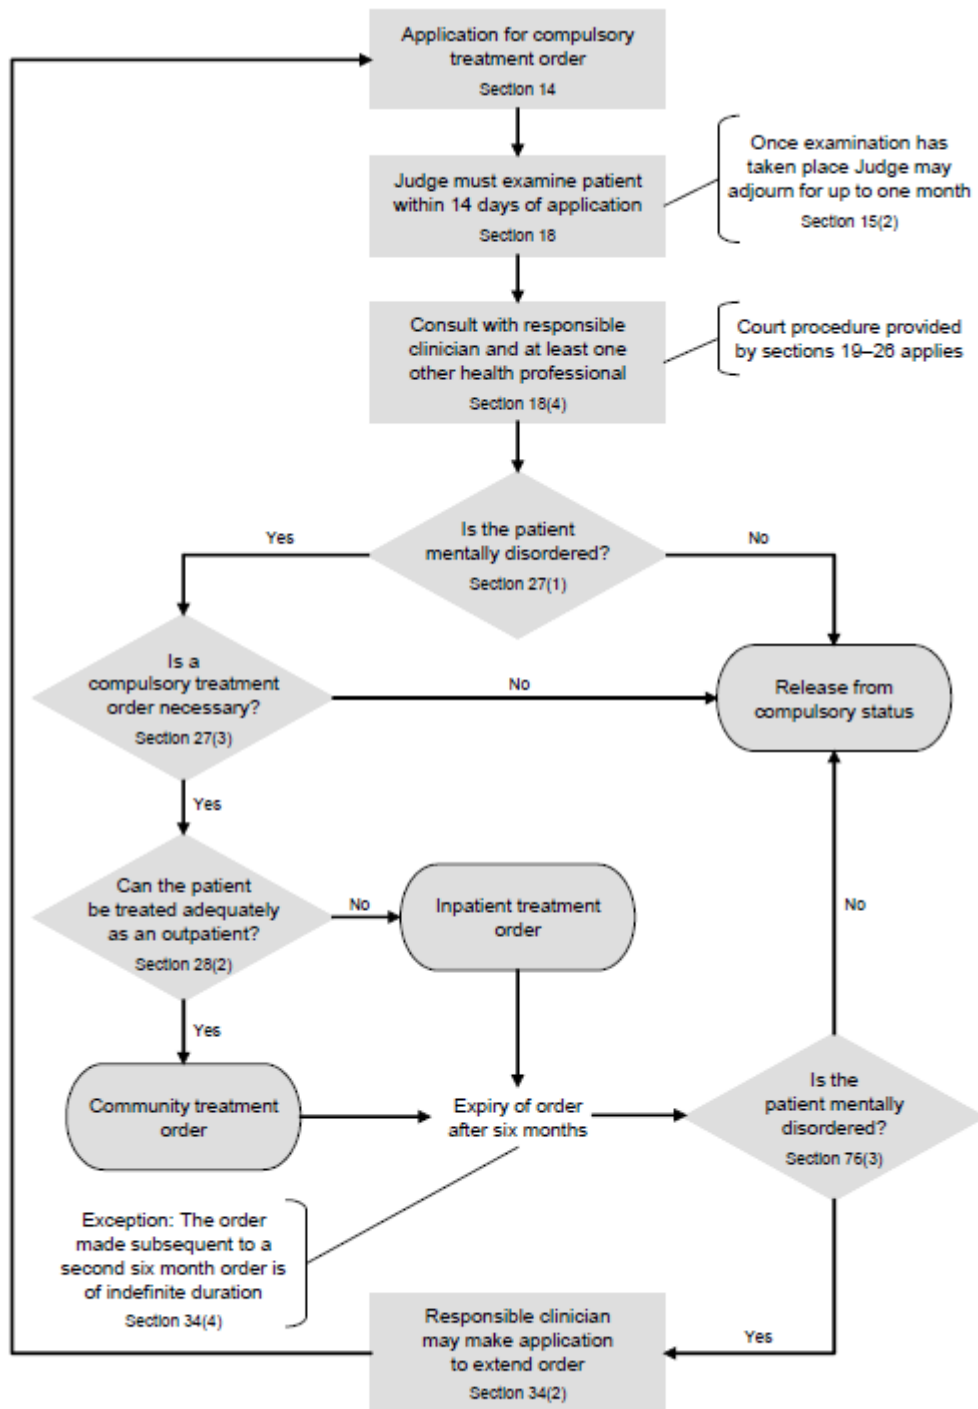 Application for compulsory
treatment order
Section 14
Judge must examine patient
within 14 days of application
Section 18
Once examination has
taken place Judge may
adjourn for up to one month
Section 15(2)
Consult with responsible
clinician and at least one
other health professional
Section 18(4)
Court procedure provided
by sections 19–26 applies
Is the patient
mentally disordered?
Section 27(1)
Yes
No
Is a
compulsory treatment
order necessary?
Section 27(3)
No
Release from
compulsory status
Yes
Can the patient
be treated adequately
as an outpatient?
Section 28(2)
No
Inpatient treatment
order
No
Yes
Community treatment
order
Expiry of order
after six months
Is the
patient mentally
disordered?
Section 76(3)
Exception: The order
made subsequent to a
second six month order is
of indefinite duration
Section 34(4)
Responsible clinician
may make application
to extend order
Section 34(2)
Yes